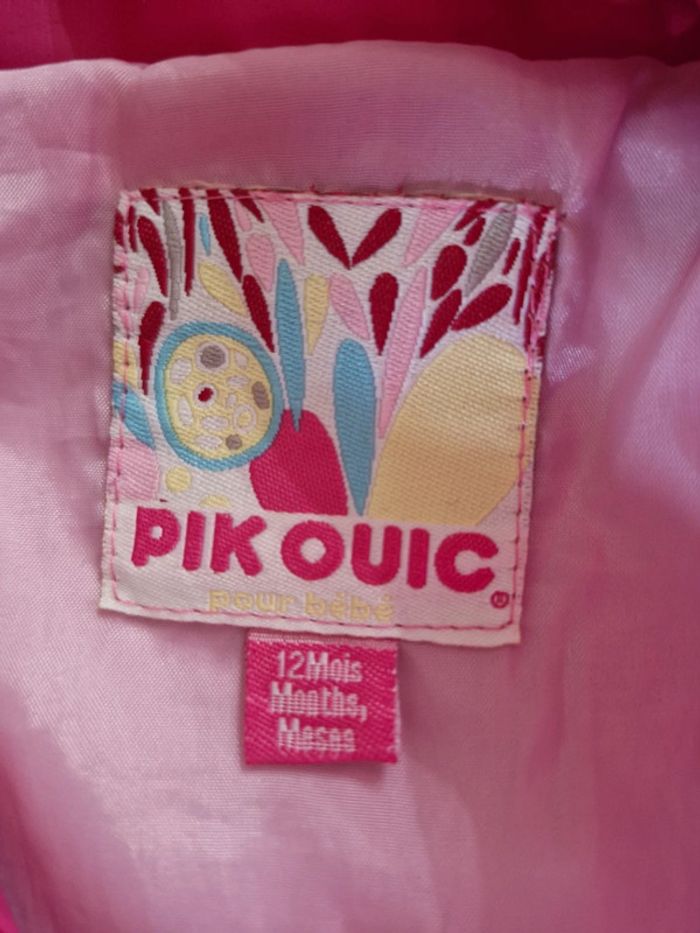 PIK OUIC
®
pour bébé
12Mois
Months,
Meses